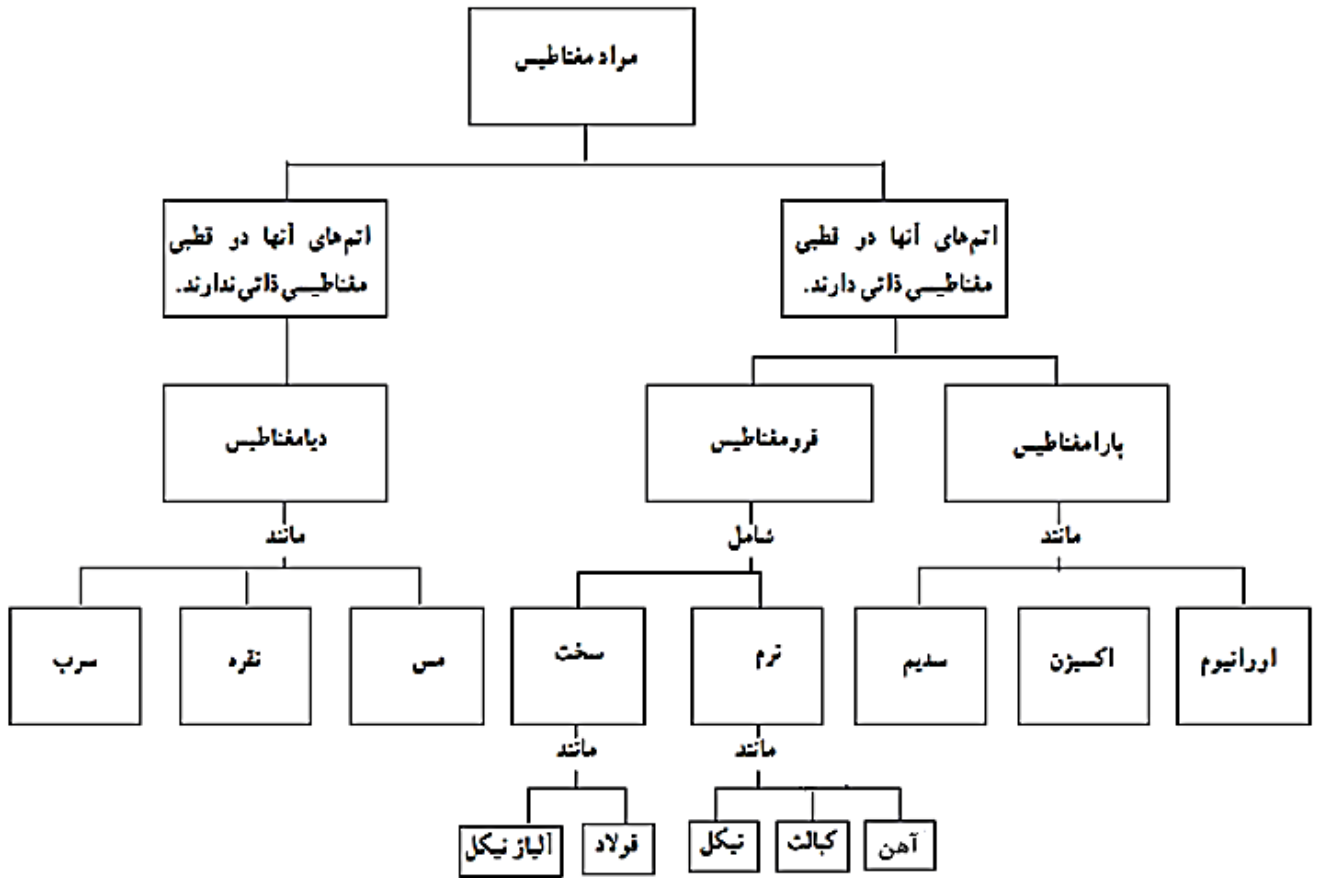 مواد مغناطیس
اتم‌های آنها در قطبی
مغناطیسی ذاتی دارند.
اتم‌های آنها در قطبی
مغناطیسی ذاتی ندارند.
پارامغناطیس
فرومغناطیس
دیامغناطیس
مانند
شامل
مانند
اورانیوم
اکسیژن
سدیم
نرم
سخت
مس
نقره
سرب
مانند
مانند
آهن
کبالت
نیکل
فولاد
آلیاژ نیکل